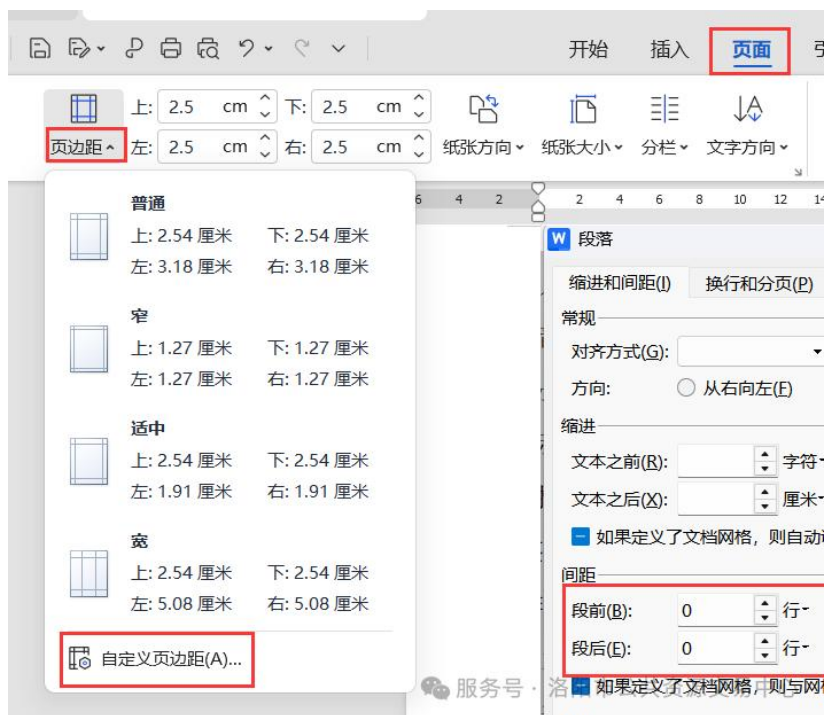 开始 插入 页面
上: 2.5 cm 下: 2.5 cm
页边距 左: 2.5 cm 右: 2.5 cm 纸张方向 纸张大小 分栏 文字方向
6 4 2 2 4 6 8 10 12 14
普通
上: 2.54 厘米 下: 2.54 厘米
左: 3.18 厘米 右: 3.18 厘米
窄
上: 1.27 厘米 下: 1.27 厘米
左: 1.27 厘米 右: 1.27 厘米
适中
上: 2.54 厘米 下: 2.54 厘米
左: 1.91 厘米 右: 1.91 厘米
宽
上: 2.54 厘米 下: 2.54 厘米
左: 5.08 厘米 右: 5.08 厘米
自定义页边距(A)...
W 段落
缩进和间距(I) 换行和分页(P)
常规
对齐方式(G):
方向: 从右向左(F)
缩进
文本之前(R): 字符
文本之后(X): 厘米
如果定义了文档网格，则自动
间距
段前(B): 0 行
段后(E): 0 行
如果定义了文档网格，则与网
服务号 ·